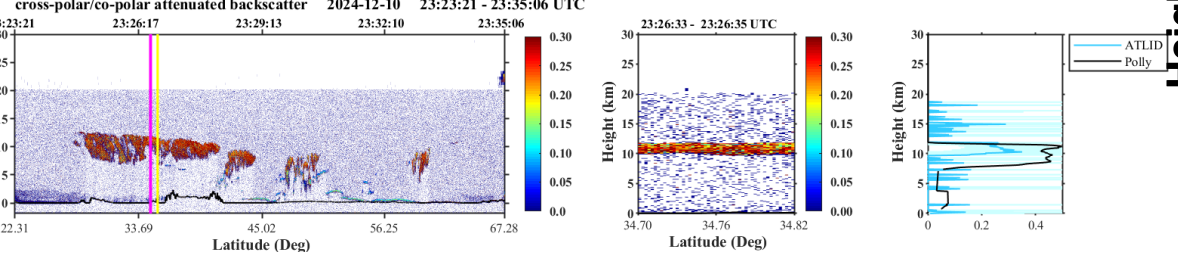 cross-polar/co-polar attenuated backscatter 2024-12-10 23:23:21 - 23:35:06 UTC
23:26:17 23:29:13 23:32:10 23:35:06
0.30
0.25
0.20
0.15
0.10
0.05
0.0
22.31 33.69 45.02 56.25 67.28
Latitude (Deg)
23:26:33 - 23:26:35 UTC
Height (km)
30
25
20
15
10
5
0
34.70 34.76 34.82
Latitude (Deg)
0.30
0.25
0.20
0.15
0.10
0.05
0.00
Height (km)
30
25
20
15
10
5
0
0 0.2 0.4
ATLID
Polly